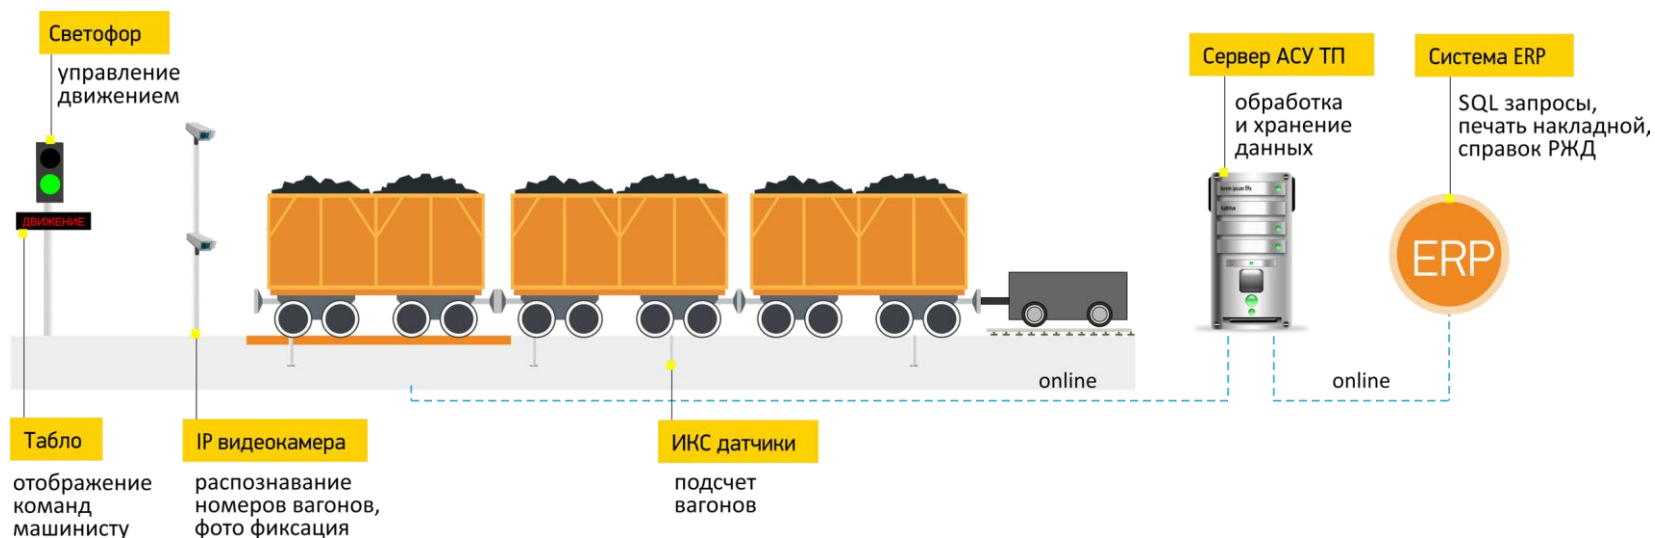 Светофор
управление
движением
ДВИЖЕНИЕ
Табло
отображение
команд
машинисту
IP видеокамера
распознавание
номеров вагонов,
фото фиксация
ИКС датчики
подсчет
вагонов
Сервер АСУ ТП
обработка
и хранение
данных
online
Система ERP
SQL запросы,
печать накладной,
справок РЖД
ERP
online